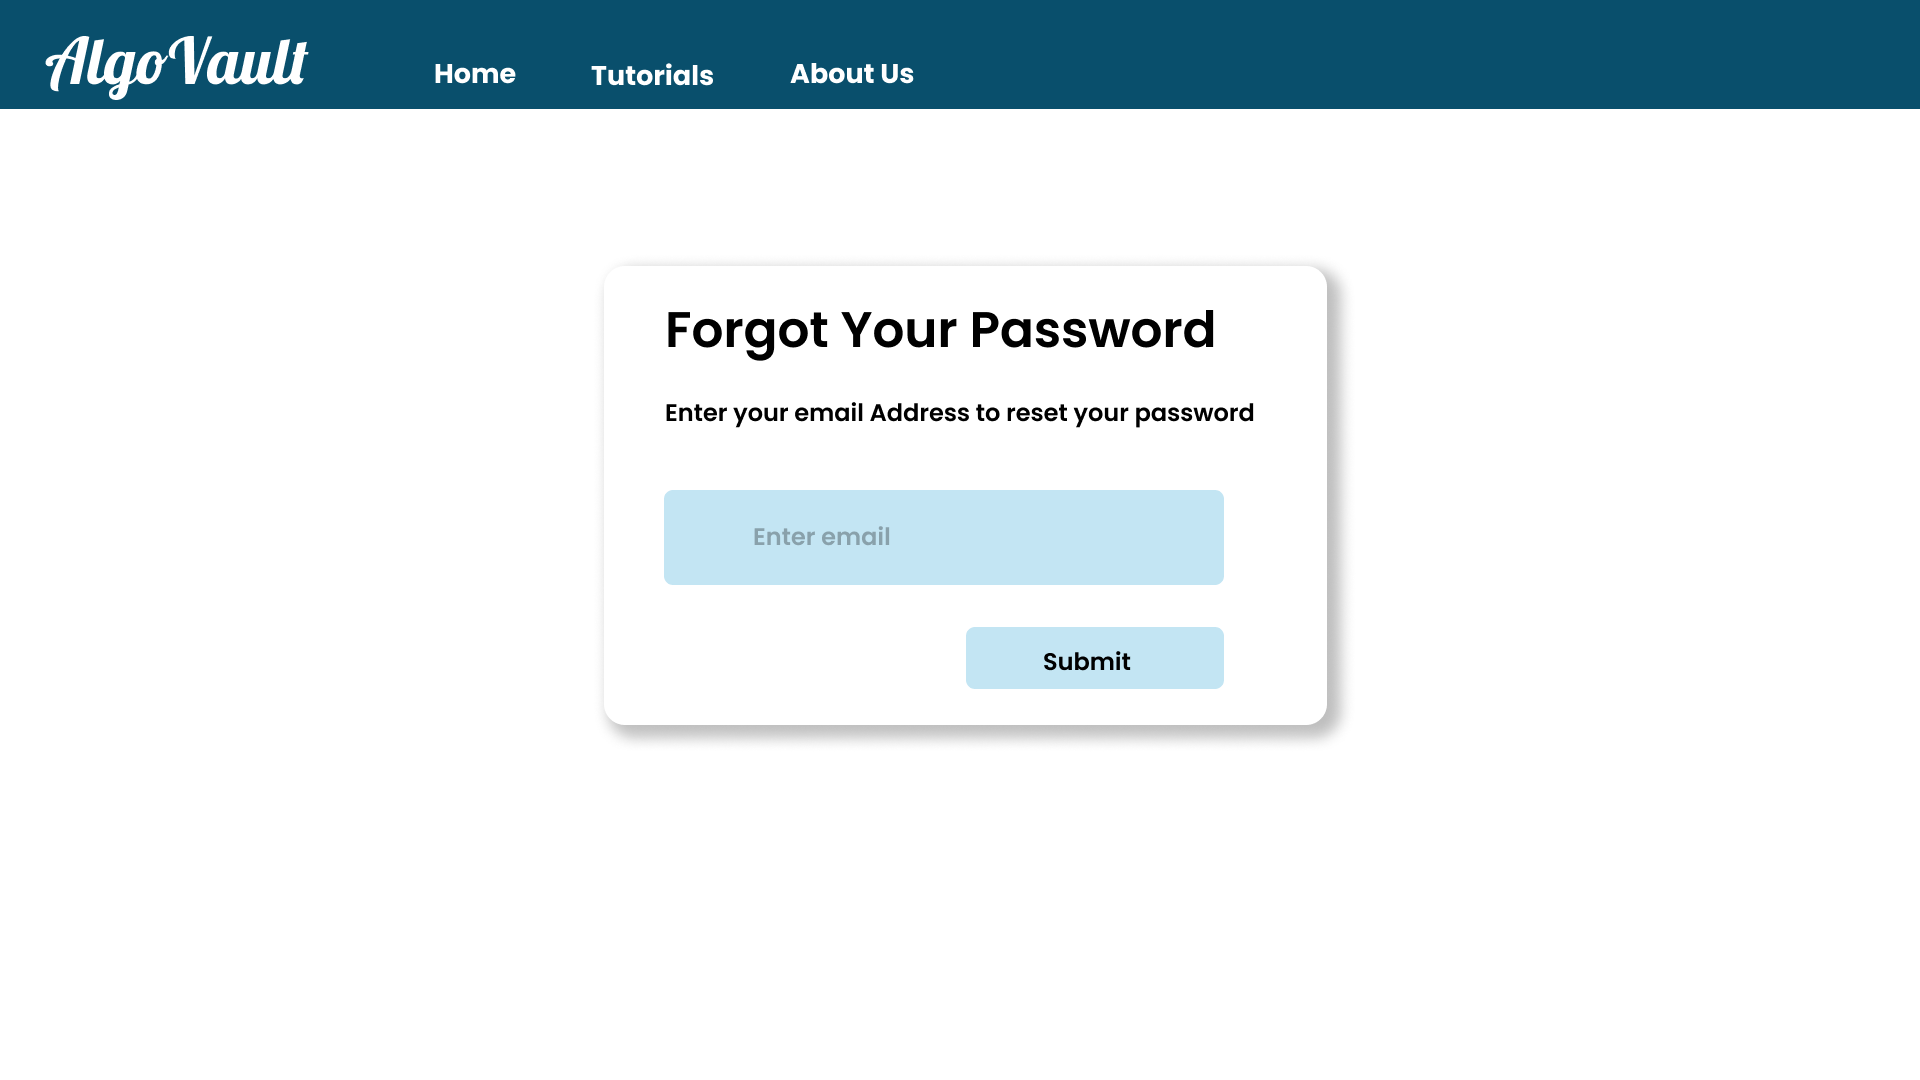 AlgoVault Home Tutorials About Us
Forgot Your Password
Enter your email Address to reset your password
Enter email
Submit